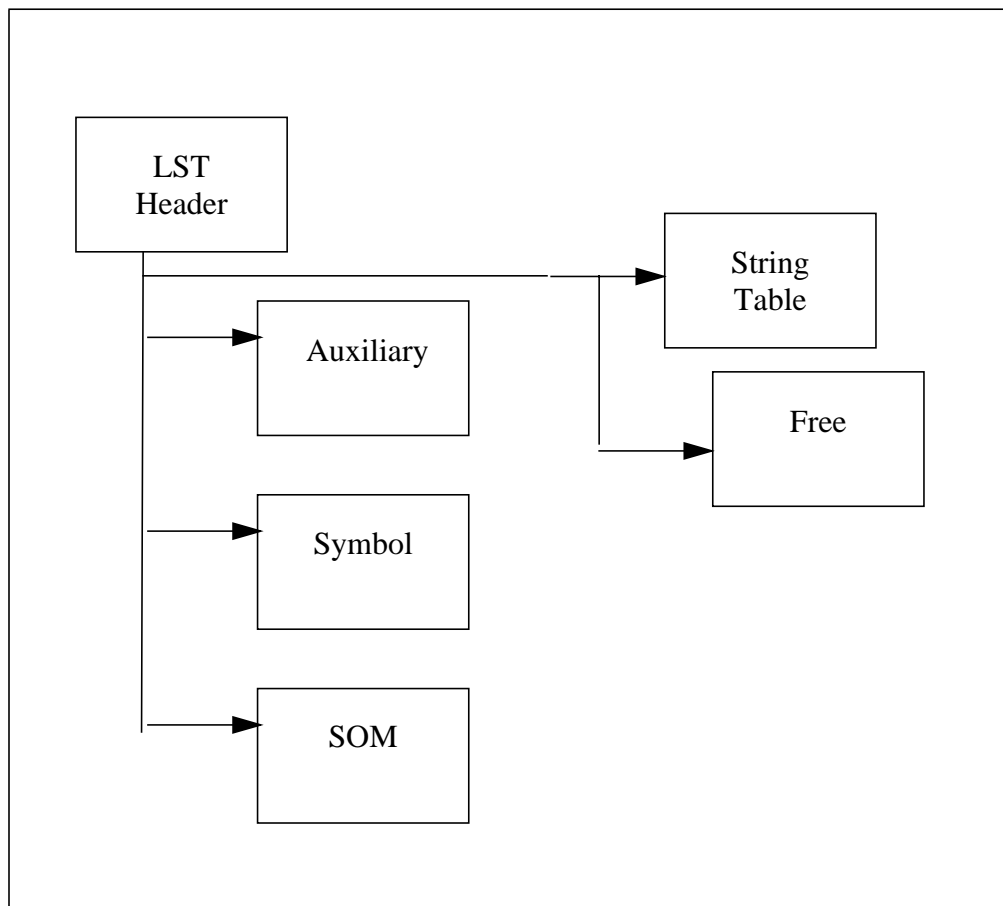 LST
Header
String
Table
Auxiliary
Free
Symbol
SOM